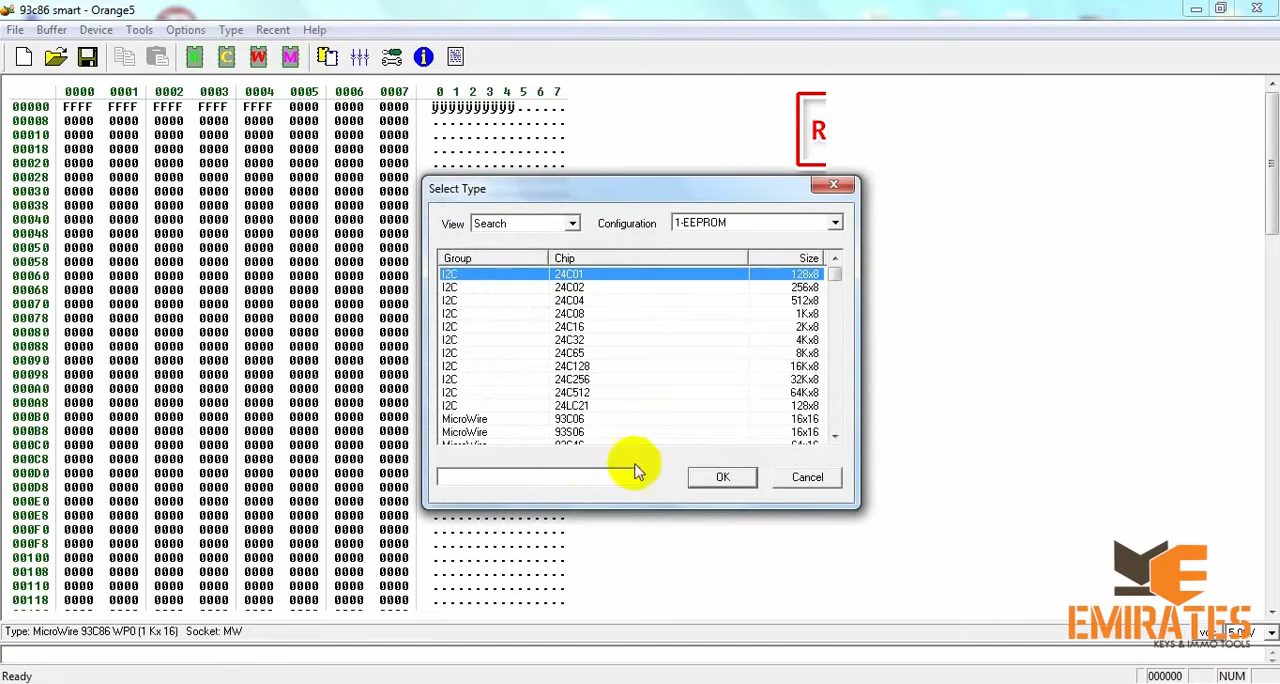 93c86 smart - Orange5
File Buffer Device Tools Options Type Recent Help
R C W M
0000 0001 0002 0003 0004 0005 0006 0007 0 1 2 3 4 5 6 7
00000 FFFF FFFF FFFF FFFF FFFF 0000 0000 0000 ÿÿÿÿÿÿÿÿÿÿ......
00008 0000 0000 0000 0000 0000 0000 0000 0000 ................
00010 0000 0000 0000 0000 0000 0000 0000 0000 ................
00018 0000 0000 0000 0000 0000 0000 0000 0000 ................
00020 0000 0000 0000 0000 0000 0000 0000 0000 ................
00028 0000 0000 0000 0000 0000 0000 0000 0000
00030 0000 0000 0000 0000 0000 0000 0000 0000
00038 0000 0000 0000 0000 0000 0000 0000 0000
00040 0000 0000 0000 0000 0000 0000 0000 0000
00048 0000 0000 0000 0000 0000 0000 0000 0000
00050 0000 0000 0000 0000 0000 0000 0000 0000
00058 0000 0000 0000 0000 0000 0000 0000 0000
00060 0000 0000 0000 0000 0000 0000 0000 0000
00068 0000 0000 0000 0000 0000 0000 0000 0000
00070 0000 0000 0000 0000 0000 0000 0000 0000
00078 0000 0000 0000 0000 0000 0000 0000 0000
00080 0000 0000 0000 0000 0000 0000 0000 0000
00088 0000 0000 0000 0000 0000 0000 0000 0000
00090 0000 0000 0000 0000 0000 0000 0000 0000
00098 0000 0000 0000 0000 0000 0000 0000 0000
000A0 0000 0000 0000 0000 0000 0000 0000 0000
000A8 0000 0000 0000 0000 0000 0000 0000 0000
000B0 0000 0000 0000 0000 0000 0000 0000 0000
000B8 0000 0000 0000 0000 0000 0000 0000 0000
000C0 0000 0000 0000 0000 0000 0000 0000 0000
000C8 0000 0000 0000 0000 0000 0000 0000 0000
000D0 0000 0000 0000 0000 0000 0000 0000 0000
000D8 0000 0000 0000 0000 0000 0000 0000 0000
000E0 0000 0000 0000 0000 0000 0000 0000 0000
000E8 0000 0000 0000 0000 0000 0000 0000 0000 ................
000F0 0000 0000 0000 0000 0000 0000 0000 0000 ................
000F8 0000 0000 0000 0000 0000 0000 0000 0000 ................
00100 0000 0000 0000 0000 0000 0000 0000 0000 ................
00108 0000 0000 0000 0000 0000 0000 0000 0000 ................
00110 0000 0000 0000 0000 0000 0000 0000 0000 ................
00118 0000 0000 0000 0000 0000 0000 0000 0000 ................
R
Select Type
View Search Configuration 1-EEPROM
Group Chip Size
I2C 24C01 128x8
I2C 24C02 256x8
I2C 24C04 512x8
I2C 24C08 1Kx8
I2C 24C16 2Kx8
I2C 24C32 4Kx8
I2C 24C65 8Kx8
I2C 24C128 16Kx8
I2C 24C256 32Kx8
I2C 24C512 64Kx8
I2C 24LC21 128x8
MicroWire 93C06 16x16
MicroWire 93S06 16x16
MicroWire 93C46 64x16
OK Cancel
EMIRATES
KEYS & IMMO TOOLS
Type: MicroWire 93C86 WP0 (1 Kx 16) Socket: MW
Ready 000000 NUM